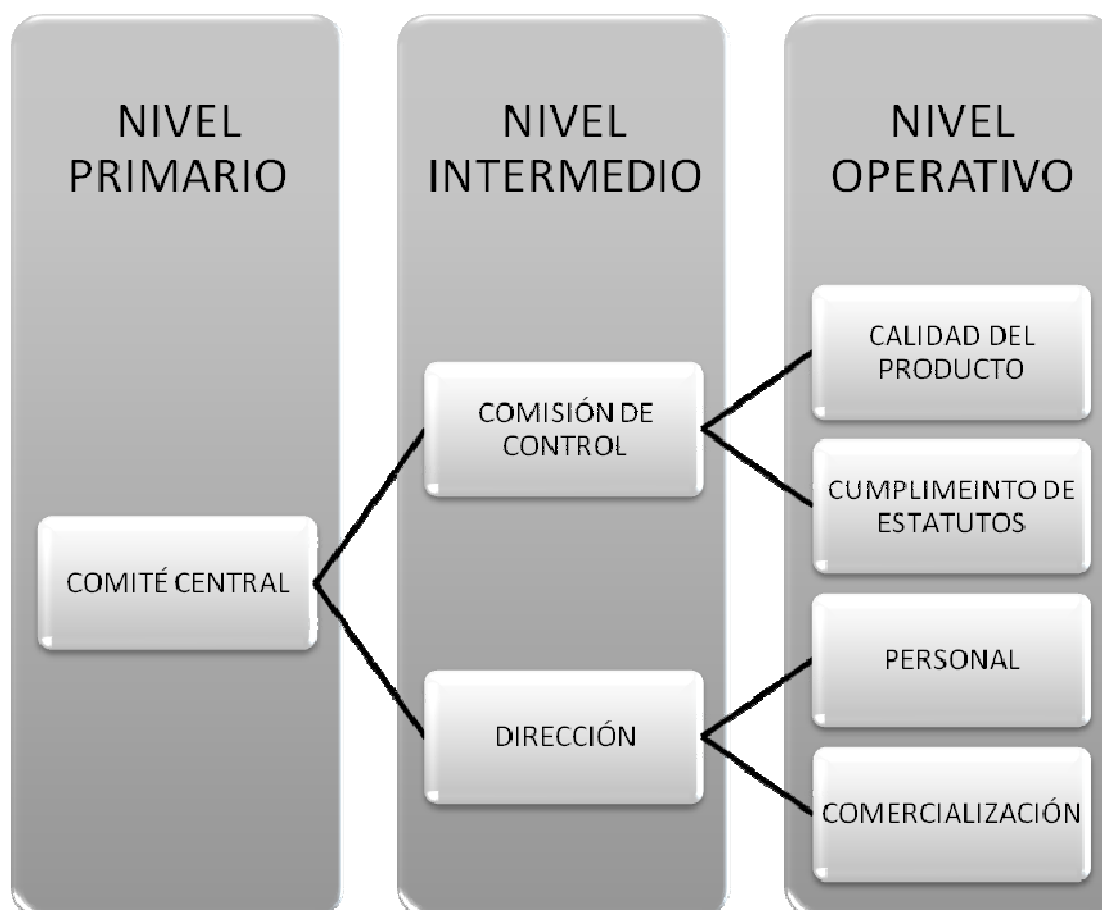 NIVEL
PRIMARIO
COMITÉ CENTRAL
NIVEL
INTERMEDIO
COMISIÓN DE
CONTROL
DIRECCIÓN
NIVEL
OPERATIVO
CALIDAD DEL
PRODUCTO
CUMPLIMEINTO DE
ESTATUTOS
PERSONAL
COMERCIALIZACIÓN